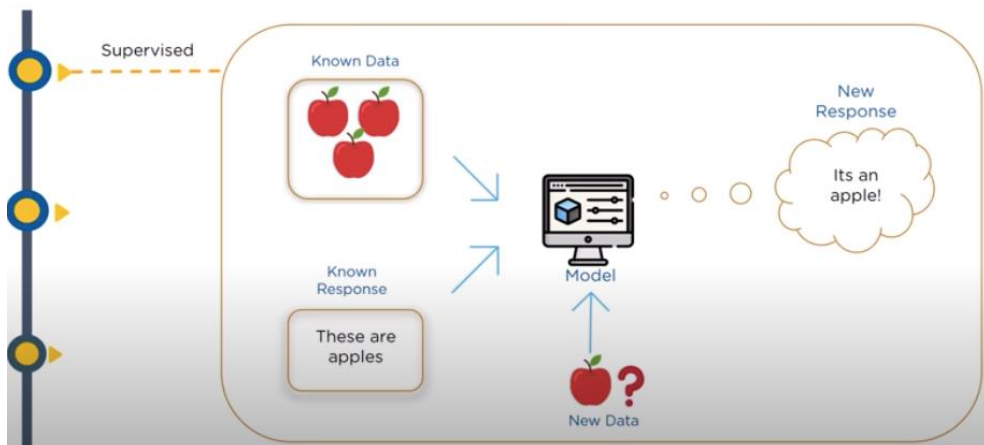 Supervised
Known Data
Known
Response
These are
apples
Model
?
New Data
New
Response
Its an
apple!